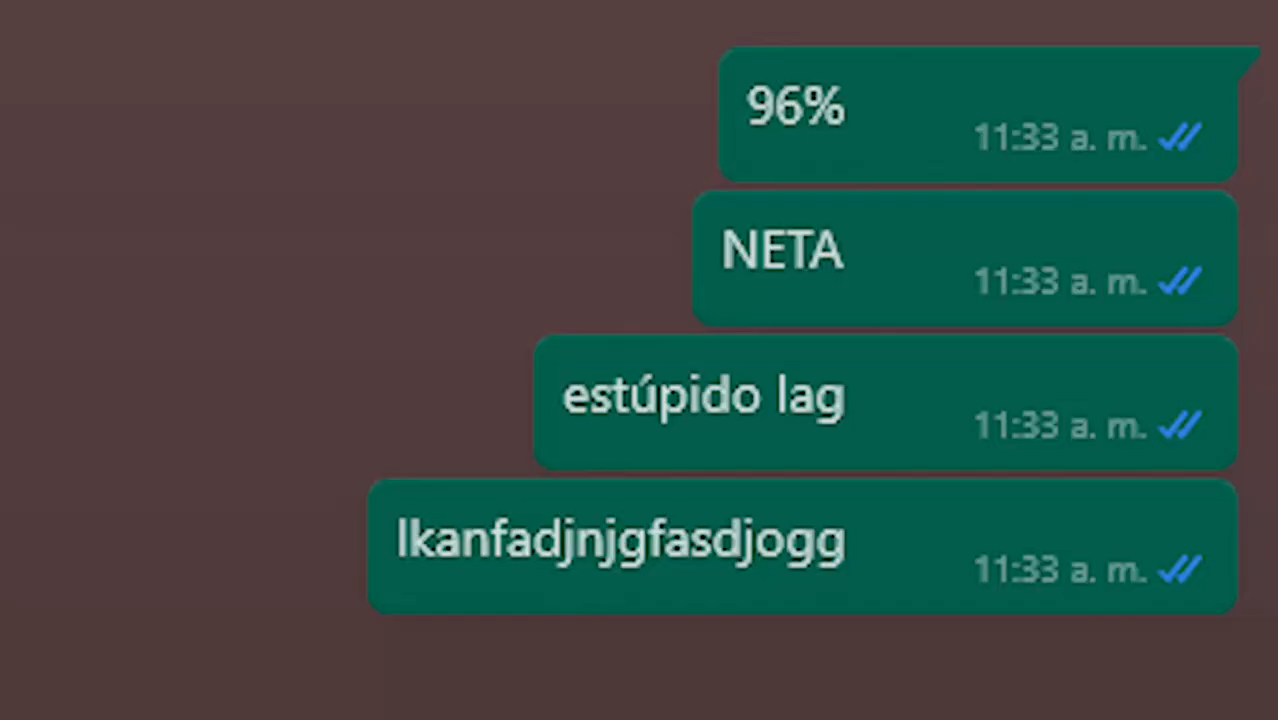 96%
11:33 a. m.
NETA
11:33 a. m.
estúpido lag
11:33 a. m.
lkanfadjnjgfasdjogg
11:33 a. m.